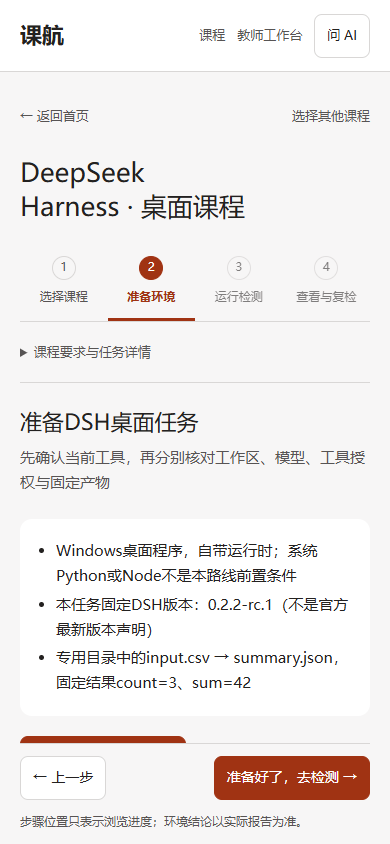 课航
课程 教师工作台 问 AI
← 返回首页 选择其他课程
DeepSeek
Harness · 桌面课程
1 2 3 4
选择课程 准备环境 运行检测 查看与复检
▶ 课程要求与任务详情
准备DSH桌面任务
先确认当前工具，再分别核对工作区、模型、工具授
权与固定产物
• Windows桌面程序，自带运行时；系统
Python或Node不是本路线前置条件
• 本任务固定DSH版本：0.2.2-rc.1（不是官方
最新版本声明）
• 专用目录中的input.csv → summary.json，
固定结果count=3、sum=42
← 上一步 准备好了，去检测 →
步骤位置只表示浏览进度；环境结论以实际报告为准。